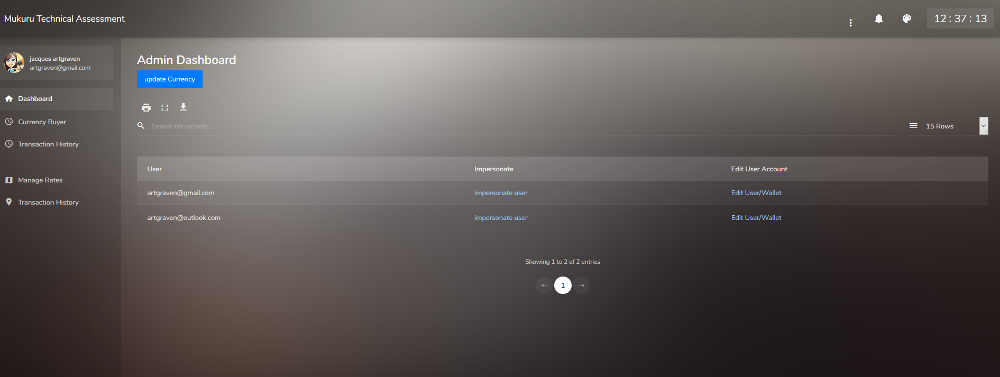 Mukuru Technical Assessment
12 : 37 : 13
jacques artgraven
artgraven@gmail.com
Dashboard
Currency Buyer
Transaction History
Manage Rates
Transaction History
Admin Dashboard
update Currency
Search for records...
15 Rows
User Impersonate Edit User Account
artgraven@gmail.com impersonate user Edit User/Wallet
artgraven@outlook.com impersonate user Edit User/Wallet
Showing 1 to 2 of 2 entries
1